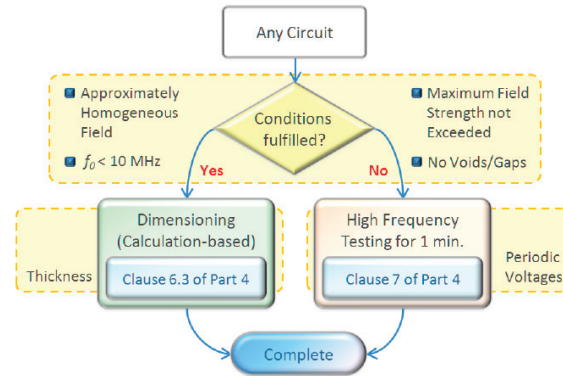 Any Circuit
Approximately
Homogeneous
Field
f₀ < 10 MHz
Conditions
fulfilled?
Maximum Field
Strength not
Exceeded
No Voids/Gaps
Yes
No
Dimensioning
(Calculation-based)
Clause 6.3 of Part 4
Thickness
High Frequency
Testing for 1 min.
Clause 7 of Part 4
Periodic
Voltages
Complete